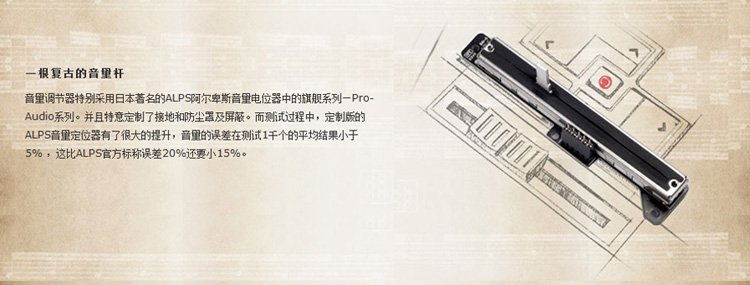 一根复古的音量杆
音量调节器特别采用日本著名的ALPS阿尔卑斯音量电位器中的旗舰系列－Pro-
Audio系列。并且特意定制了接地和防尘罩及屏蔽。而测试过程中，定制版的
ALPS音量定位器有了很大的提升，音量的误差在测试1千个的平均结果小于
5% ，这比ALPS官方标称误差20%还要小15%。